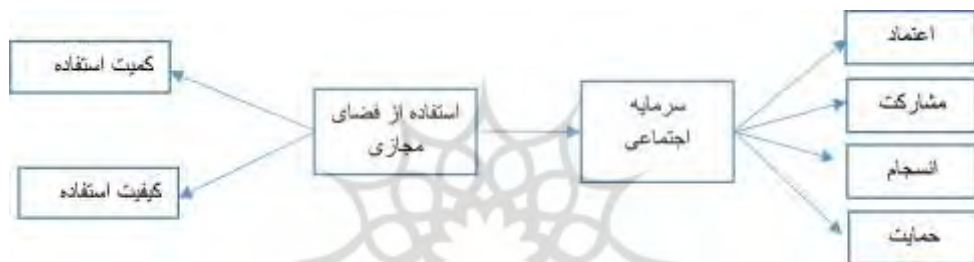 اعتماد
مشارکت
انسجام
حمایت
سرمایه
اجتماعی
استفاده از فضای
مجازی
کمیت استفاده
کیفیت استفاده